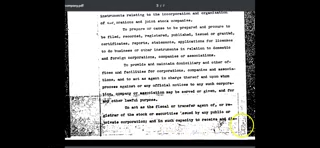 instruments relating to the incorporation and organization
of corporations and joint stock companies.
To prepare or cause to be prepared and procure to
be filed, recorded, registered, published, issued or granted,
certificates, reports, statements, applications for licenses
to do business or other instruments in relation to domestic
and foreign corporations, companies or associations.
To provide and maintain domiciliary and other of-
fices and facilities for corporations, companies and associa-
tions, and to act as agent in charge thereof and upon whom
process against or any official notices to any such corpora-
tion, company or association may be served or given, and for
any other lawful purpose.
To act as the fiscal or transfer agent of, or re-
gistrar of the stock or securities issued by any public or
private corporation; and in such capacity to receive and dis-